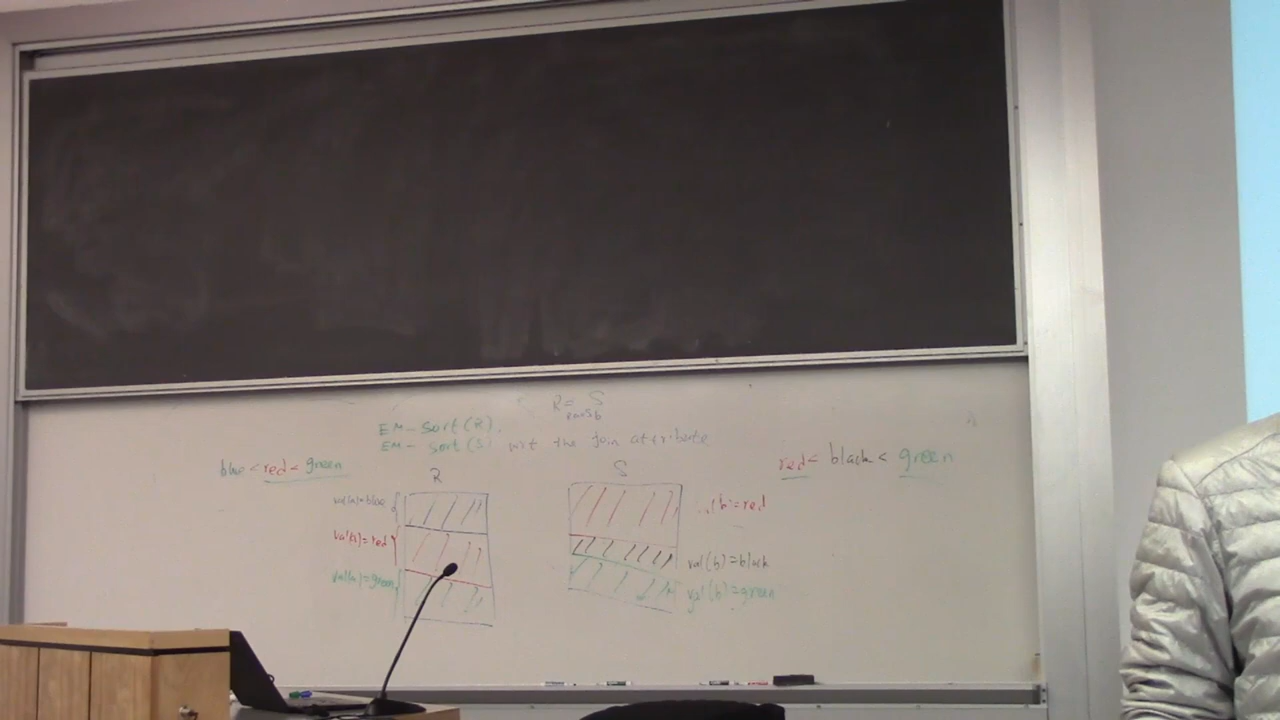 R = S
EM- Sort (R),
EM- Sort (S) wrt the join attribute
blue < red < green
red < black < green
R
S
val(a)=blue
val(a)=red
val(a)=green
(b)=red
val(b)=black
val(b)=green